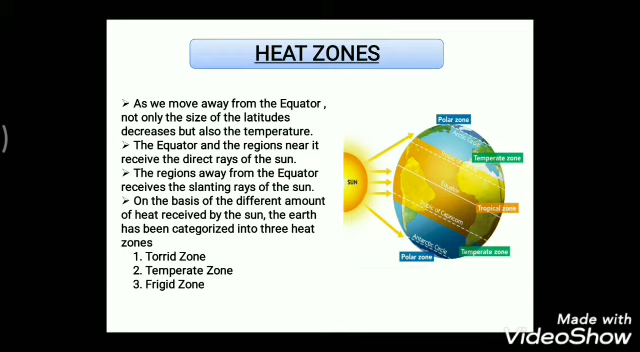 HEAT ZONES
➢ As we move away from the Equator ,
not only the size of the latitudes
decreases but also the temperature.
➢ The Equator and the regions near it
receive the direct rays of the sun.
➢ The regions away from the Equator
receives the slanting rays of the sun.
➢ On the basis of the different amount
of heat received by the sun, the earth
has been categorized into three heat
zones
1. Torrid Zone
2. Temperate Zone
3. Frigid Zone
Polar zone
Arctic Circle
Temperate zone
SUN
Equator
Tropical zone
Tropic of Capricorn
Antarctic Circle
Temperate zone
Polar zone
Made with
VideoShow